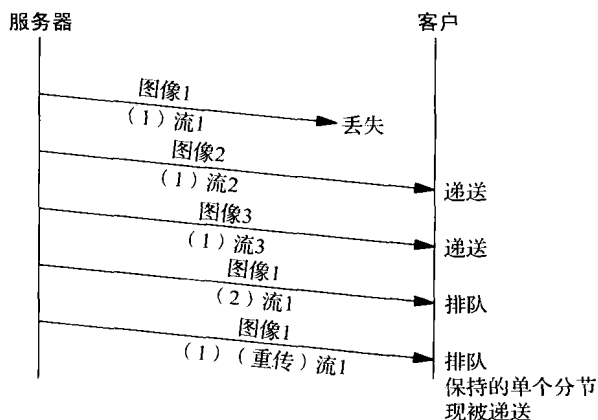 服务器
客户
图像1
（1）流1
丢失
图像2
（1）流2
递送
图像3
（1）流3
递送
图像1
（2）流1
排队
图像1
（1）（重传）流1
排队
保持的单个分节
现被递送